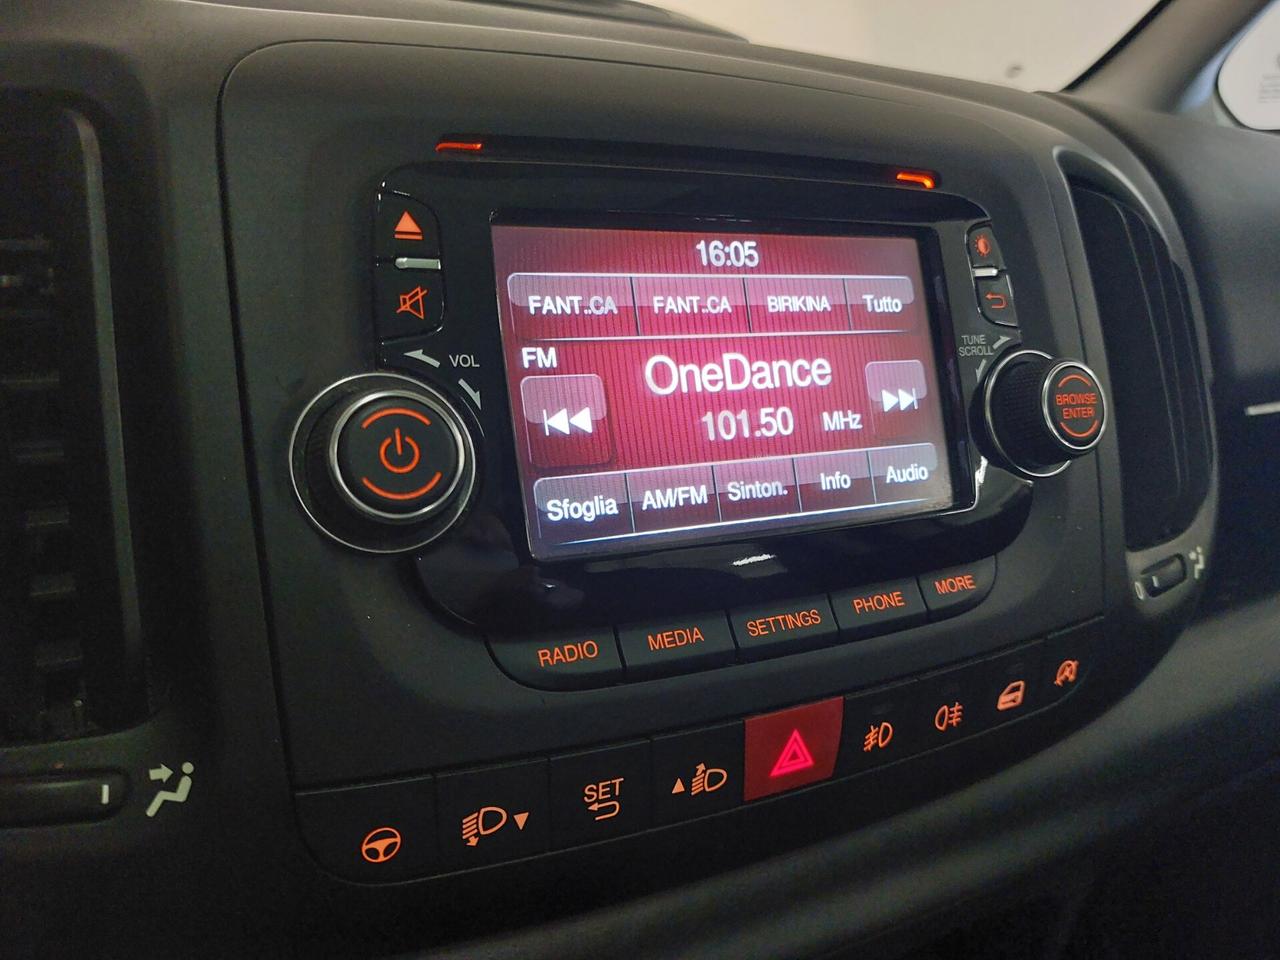 16:05
FANT..CA FANT..CA BIRIKINA Tutto
FM
OneDance
101.50 MHz
Sfoglia AM/FM Sinton. Info Audio
VOL
TUNE
SCROLL
BROWSE
ENTER
RADIO MEDIA SETTINGS PHONE MORE
SET